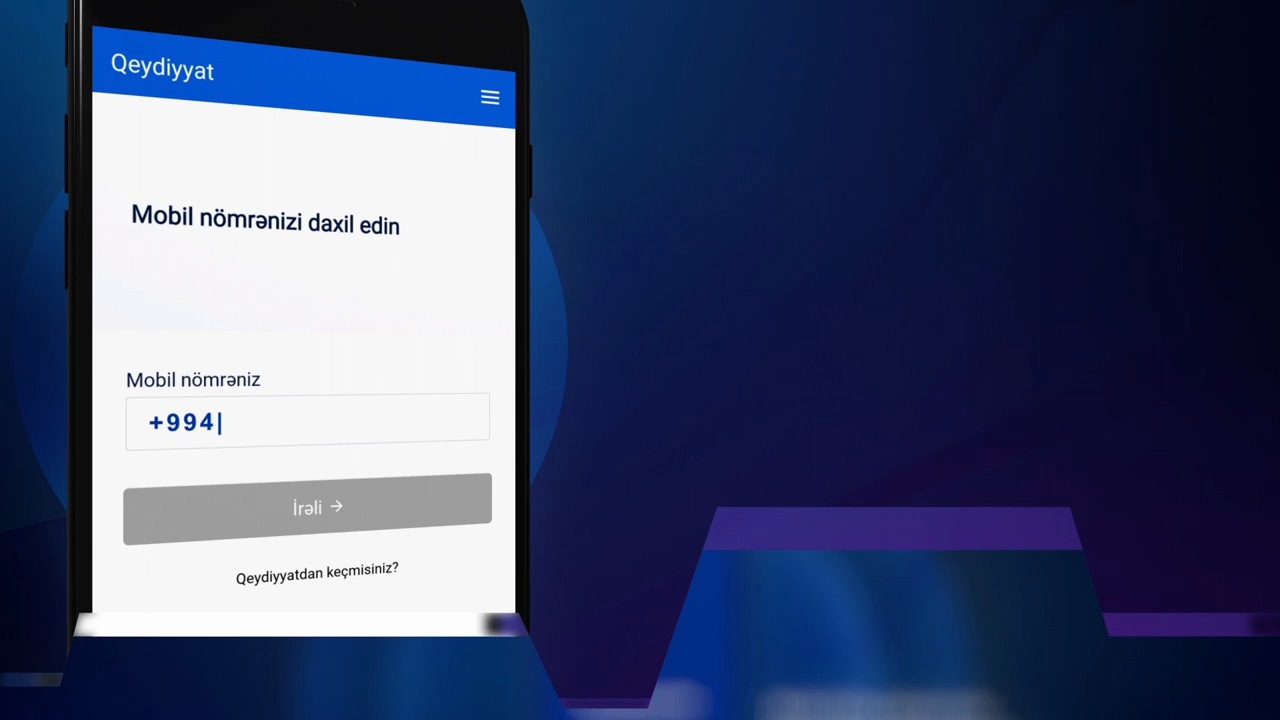 Qeydiyyat
Mobil nömrənizi daxil edin
Mobil nömrəniz
+994
İrəli →
Qeydiyyatdan keçmisiniz?